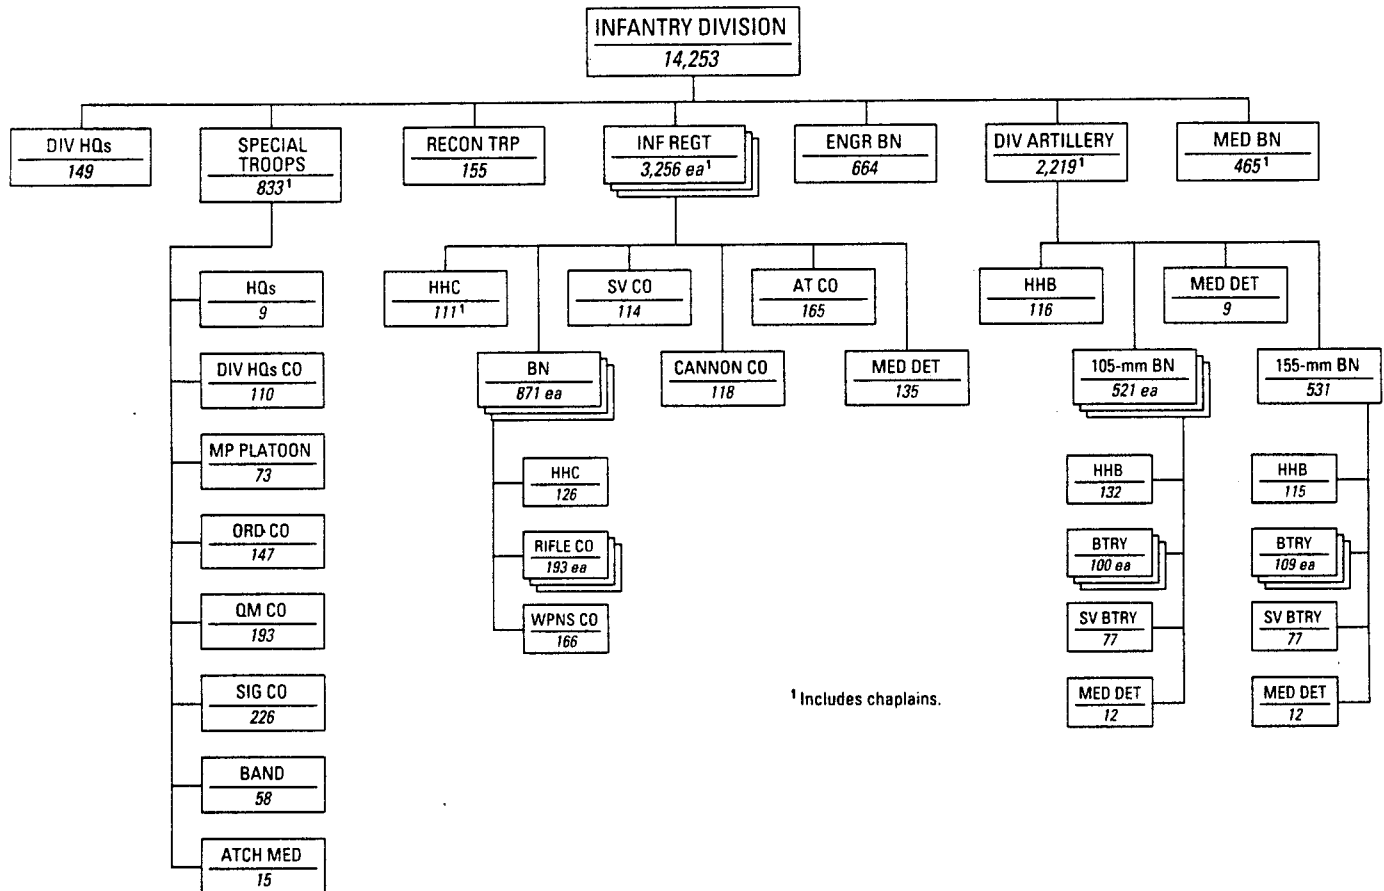 INFANTRY DIVISION
14,253
DIV HQs
149
SPECIAL
TROOPS
833¹
RECON TRP
155
INF REGT
3,256 ea¹
ENGR BN
664
DIV ARTILLERY
2,219¹
MED BN
465¹
HQs
9
DIV HQs CO
110
MP PLATOON
73
ORD CO
147
QM CO
193
SIG CO
226
BAND
58
ATCH MED
15
HHC
111¹
SV CO
114
AT CO
165
BN
871 ea
CANNON CO
118
MED DET
135
HHC
126
RIFLE CO
193 ea
WPNS CO
166
HHB
116
MED DET
9
105-mm BN
521 ea
155-mm BN
531
HHB
132
BTRY
100 ea
SV BTRY
77
MED DET
12
HHB
115
BTRY
109 ea
SV BTRY
77
MED DET
12
¹ Includes chaplains.